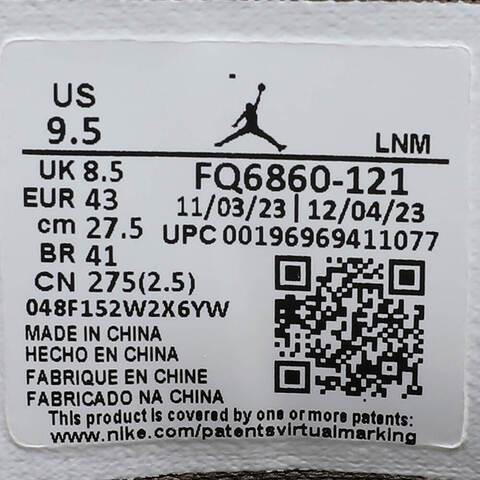 US
9.5
LNM
UK 8.5
EUR 43
cm 27.5
BR 41
CN 275(2.5)
FQ6860-121
11/03/23 | 12/04/23
UPC 00196969411077
048F152W2X6YW
MADE IN CHINA
HECHO EN CHINA
FABRIQUE EN CHINE
FABRICADO NA CHINA
This product is covered by one or more patents:
www.nike.com/patentsvirtualmarking